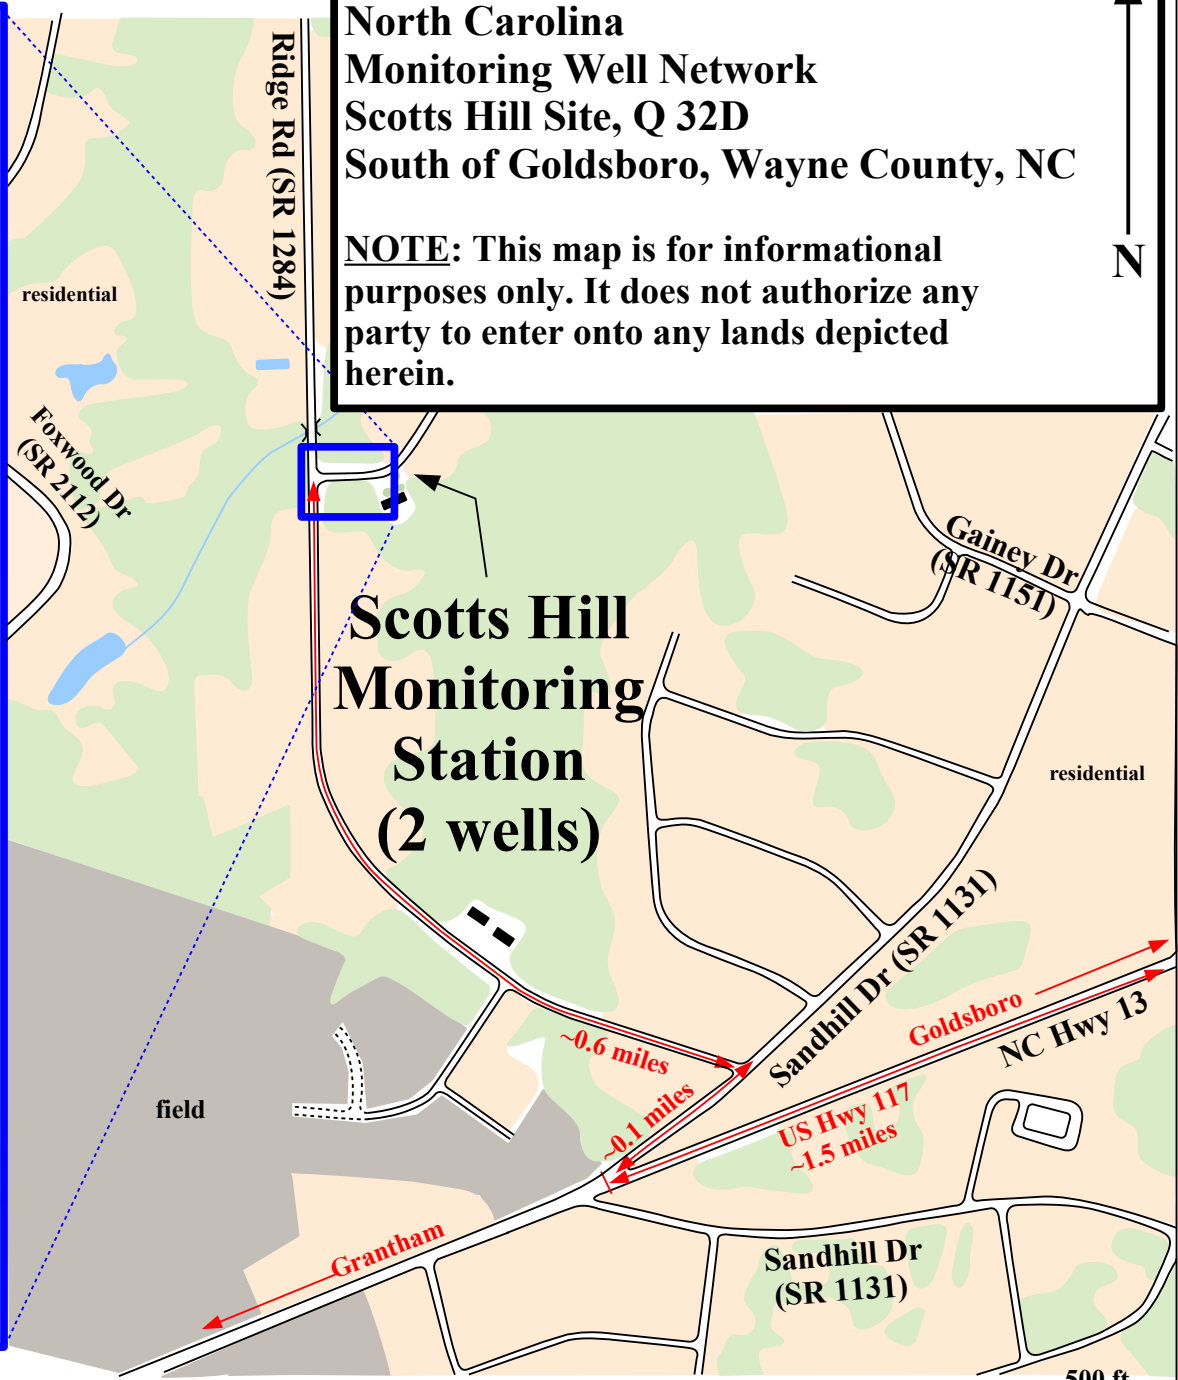 North Carolina
Monitoring Well Network
Scotts Hill Site, Q 32D
South of Goldsboro, Wayne County, NC
NOTE: This map is for informational
purposes only. It does not authorize any
party to enter onto any lands depicted
herein.
N
Ridge Rd (SR 1284)
residential
Foxwood Dr
(SR 2112)
Gainey Dr
(SR 1151)
Scotts Hill
Monitoring
Station
(2 wells)
residential
Sandhill Dr (SR 1131)
Goldsboro
NC Hwy 13
~0.6 miles
~0.1 miles
US Hwy 117
~1.5 miles
field
Grantham
Sandhill Dr
(SR 1131)
500 ft